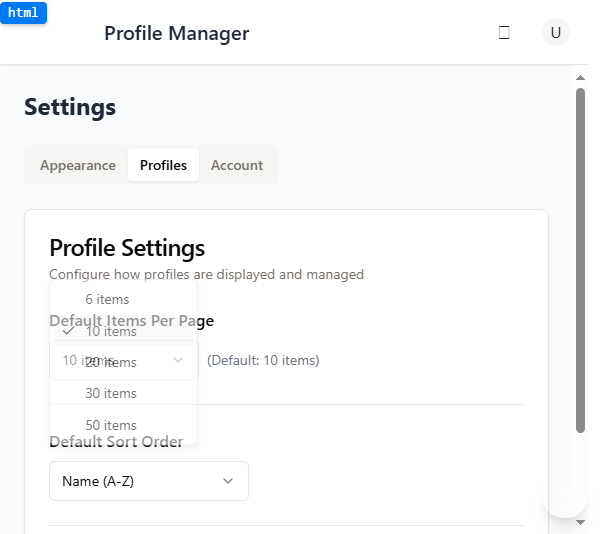 html
Profile Manager
U
Settings
Appearance Profiles Account
Profile Settings
Configure how profiles are displayed and managed
6 items
Default Items Per Page
10 items
10 items
20 items
(Default: 10 items)
30 items
50 items
Default Sort Order
Name (A-Z)